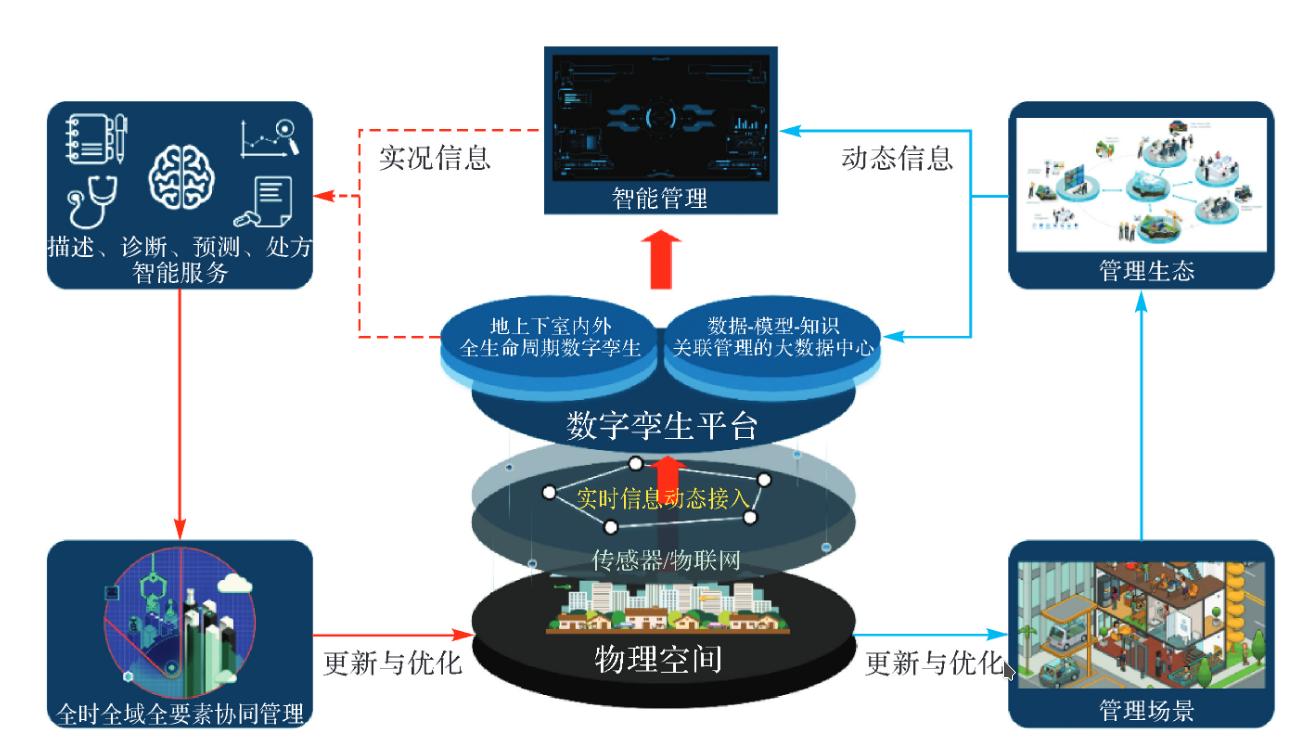 智能管理
实况信息
动态信息
描述、诊断、预测、处方
智能服务
管理生态
地上下室内外
全生命周期数字孪生
数据-模型-知识
关联管理的大数据中心
数字孪生平台
实时信息动态接入
传感器/物联网
物理空间
更新与优化
更新与优化
全时全域全要素协同管理
管理场景